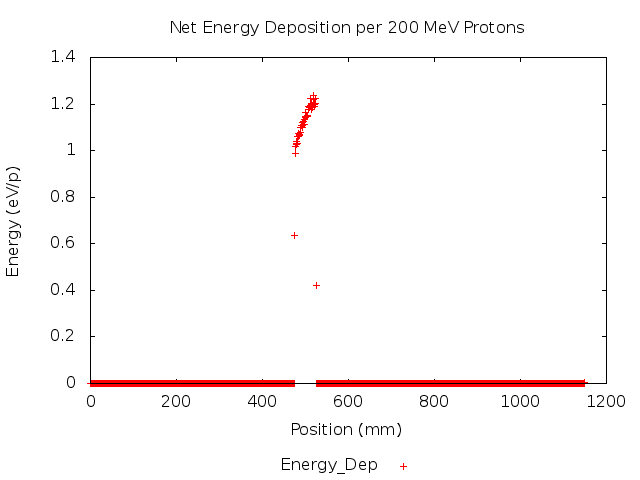 Net Energy Deposition per 200 MeV Protons
1.4
1.2
1
0.8
0.6
0.4
0.2
0
Energy (eV/p)
0 200 400 600 800 1000 1200
Position (mm)
Energy_Dep